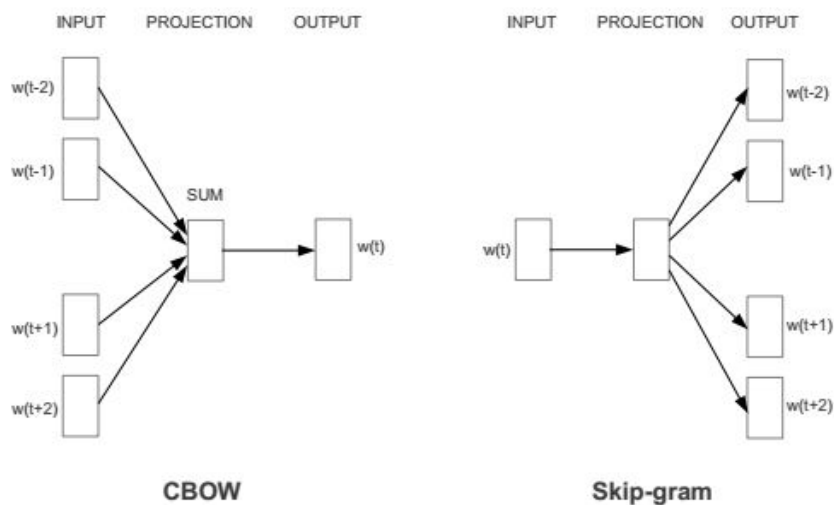 INPUT PROJECTION OUTPUT
w(t-2)
w(t-1)
SUM
w(t)
w(t+1)
w(t+2)
CBOW
INPUT PROJECTION OUTPUT
w(t-2)
w(t-1)
w(t)
w(t+1)
w(t+2)
Skip-gram